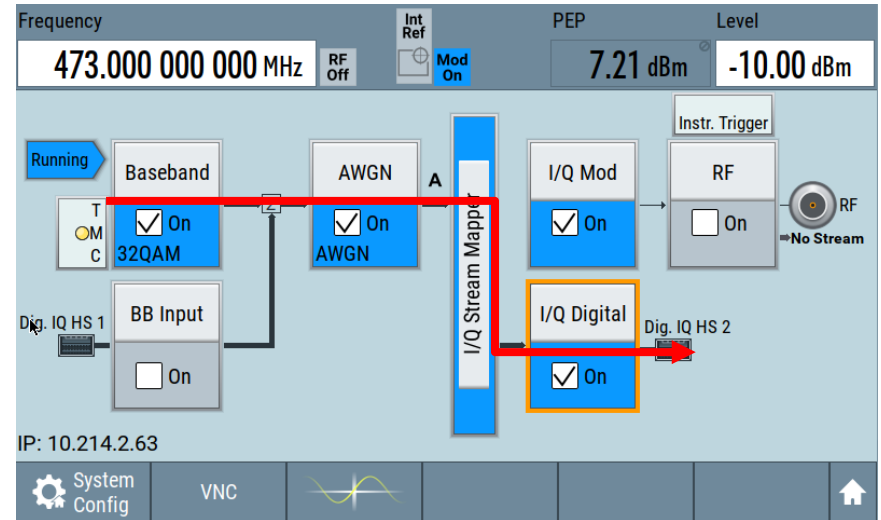 Frequency
Int
Ref
PEP
Level
473.000 000 000 MHz
RF
Off
Mod
On
7.21 dBm
-10.00 dBm
Instr. Trigger
Running
Baseband
AWGN
A
I/Q Mod
RF
T
M
C
On
32QAM
On
AWGN
I/Q Stream Mapper
On
On
RF
No Stream
Dig. IQ HS 1
BB Input
On
I/Q Digital
On
Dig. IQ HS 2
IP: 10.214.2.63
System
Config
VNC